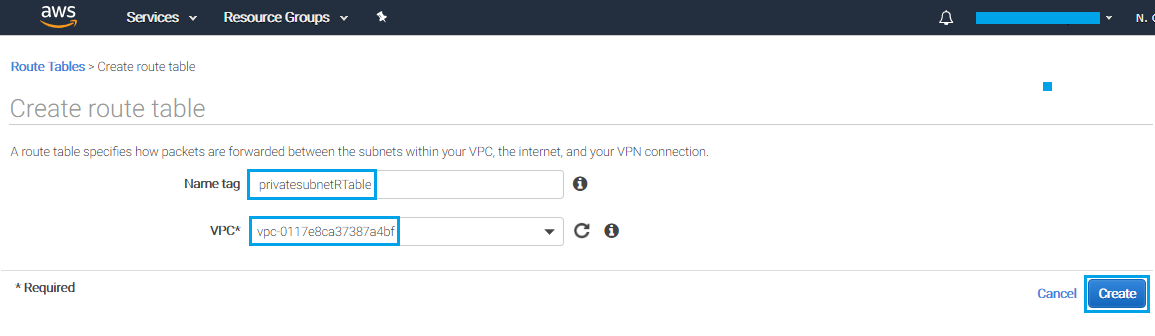 aws Services Resource Groups N.
Route Tables > Create route table
Create route table
A route table specifies how packets are forwarded between the subnets within your VPC, the internet, and your VPN connection.
Name tag privatesubnetRTable
VPC* vpc-0117e8ca37387a4bf
* Required
Cancel Create